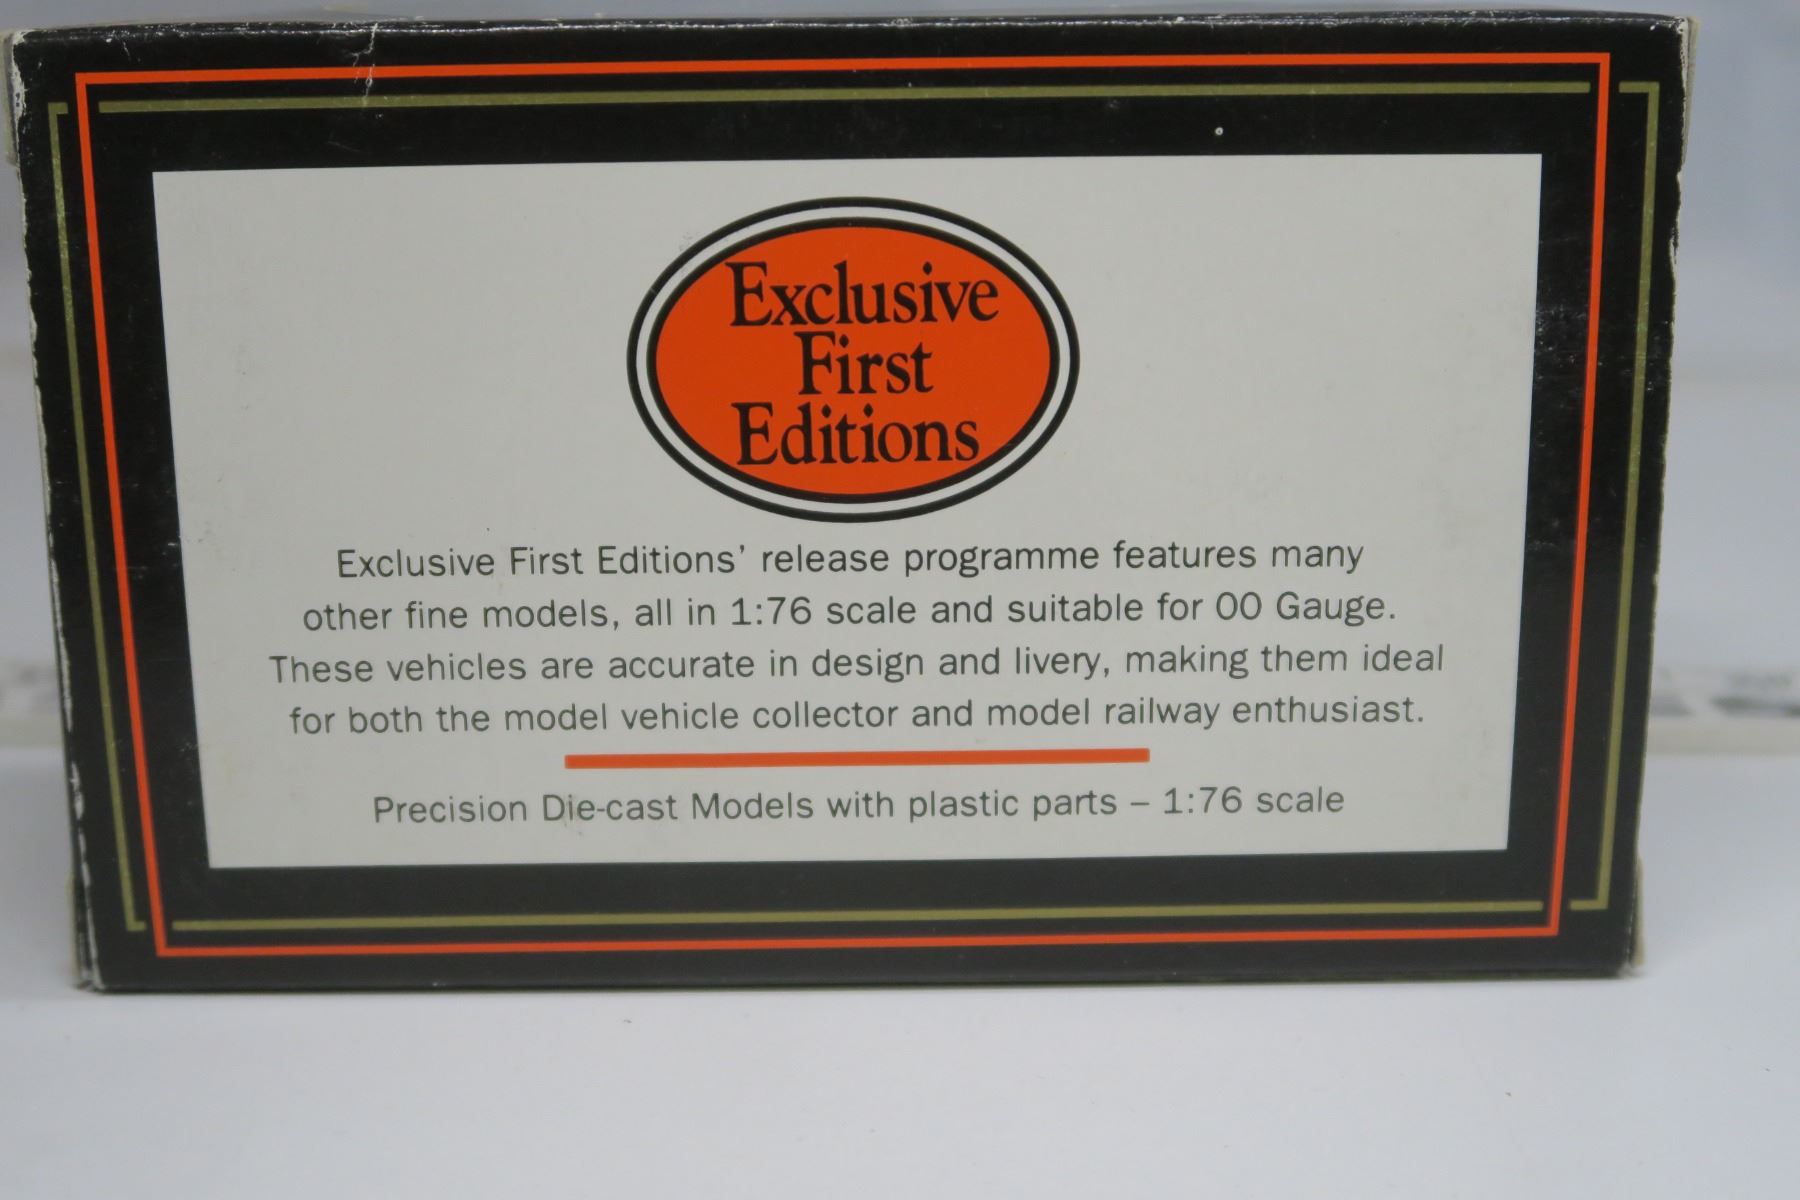 Exclusive
First
Editions
Exclusive First Editions’ release programme features many
other fine models, all in 1:76 scale and suitable for 00 Gauge.
These vehicles are accurate in design and livery, making them ideal
for both the model vehicle collector and model railway enthusiast.
Precision Die-cast Models with plastic parts – 1:76 scale